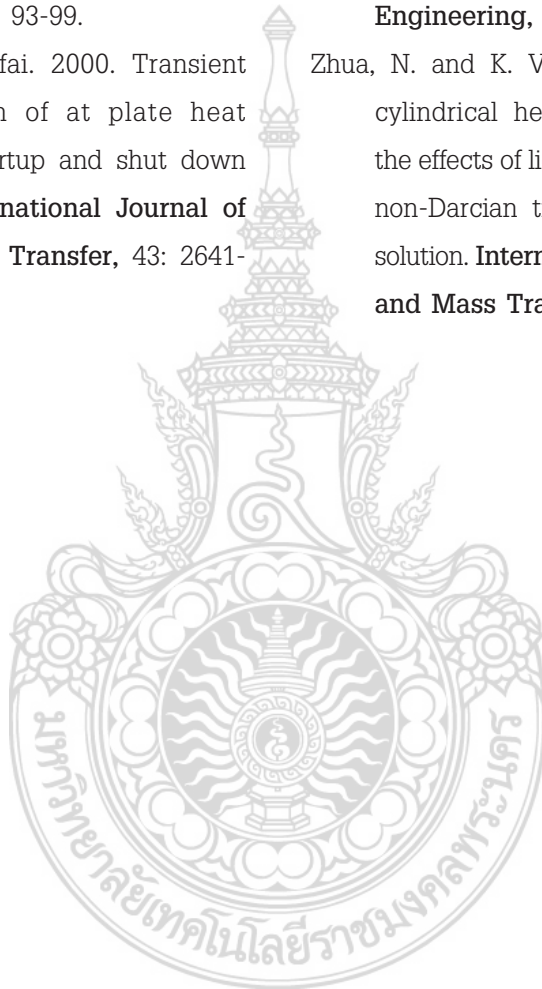 93-99.
fai. 2000. Transient
n of at plate heat
rtup and shut down
national Journal of
Transfer, 43: 2641-
Engineering,
Zhua, N. and K. V
cylindrical he
the effects of li
non-Darcian t
solution. Intern
and Mass Tra
มหาวิทยาลัยเทคโนโลยีราชมงคลพระนคร